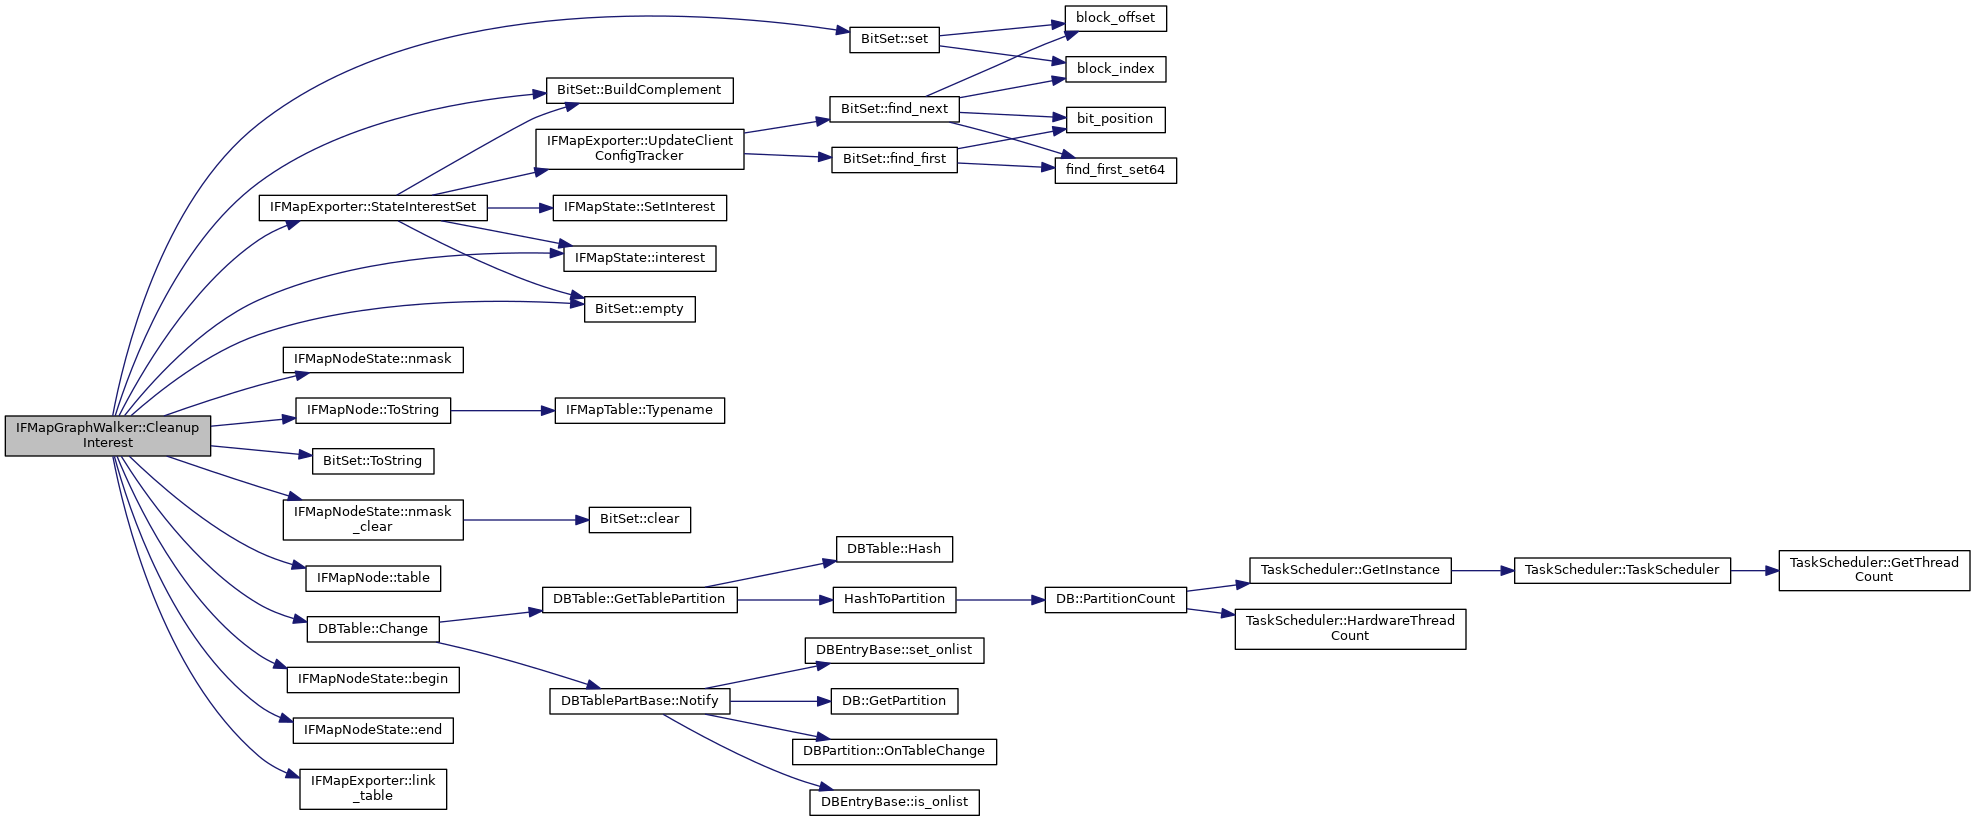 block_offset
BitSet::set
block_index
BitSet::BuildComplement
BitSet::find_next
bit_position
IFMapExporter::UpdateClient
ConfigTracker
BitSet::find_first
find_first_set64
IFMapExporter::StateInterestSet
IFMapState::SetInterest
IFMapState::interest
BitSet::empty
IFMapNodeState::nmask
IFMapNode::ToString
IFMapTable::Typename
IFMapGraphWalker::Cleanup
Interest
BitSet::ToString
IFMapNodeState::nmask
_clear
BitSet::clear
DBTable::Hash
IFMapNode::table
DBTable::GetTablePartition
HashToPartition
DB::PartitionCount
TaskScheduler::GetInstance
TaskScheduler::TaskScheduler
TaskScheduler::GetThread
Count
TaskScheduler::HardwareThread
Count
DBTable::Change
DBEntryBase::set_onlist
IFMapNodeState::begin
DBTablePartBase::Notify
DB::GetPartition
IFMapNodeState::end
DBPartition::OnTableChange
IFMapExporter::link
_table
DBEntryBase::is_onlist